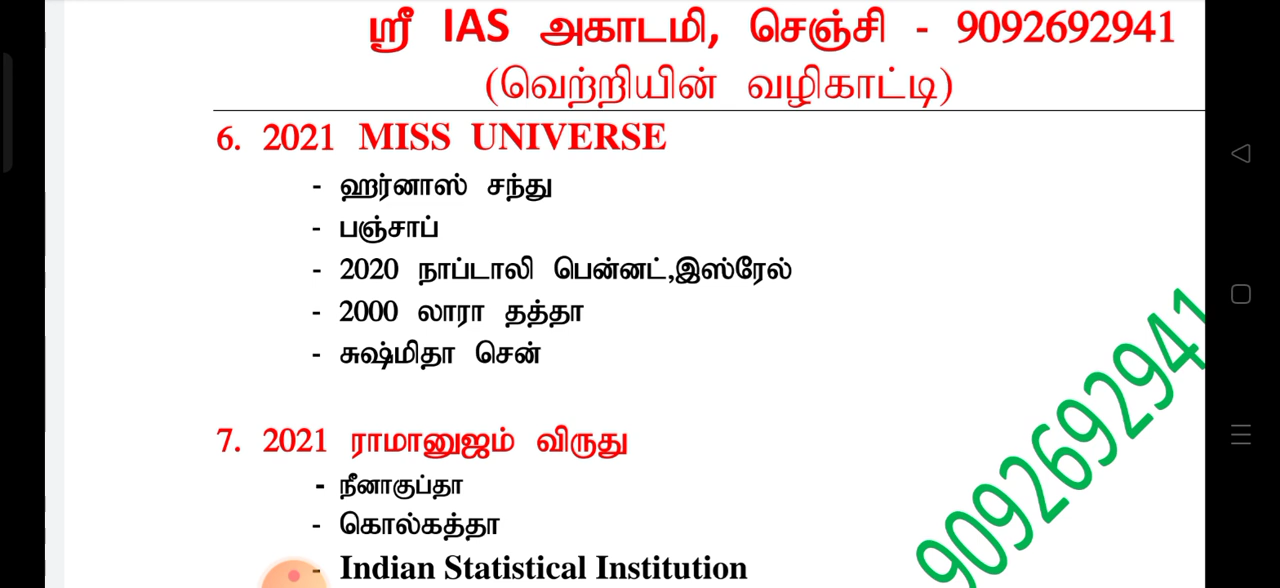 ஸ்ரீ IAS அகாடமி, செஞ்சி - 9092692941
(வெற்றியின் வழிகாட்டி)
6. 2021 MISS UNIVERSE
- ஹர்னாஸ் சந்து
- பஞ்சாப்
- 2020 நாப்டாலி பென்னட்,இஸ்ரேல்
- 2000 லாரா தத்தா
- சுஷ்மிதா சென்
7. 2021 ராமானுஜம் விருது
- நீனாகுப்தா
- கொல்கத்தா
- Indian Statistical Institution
9092692941